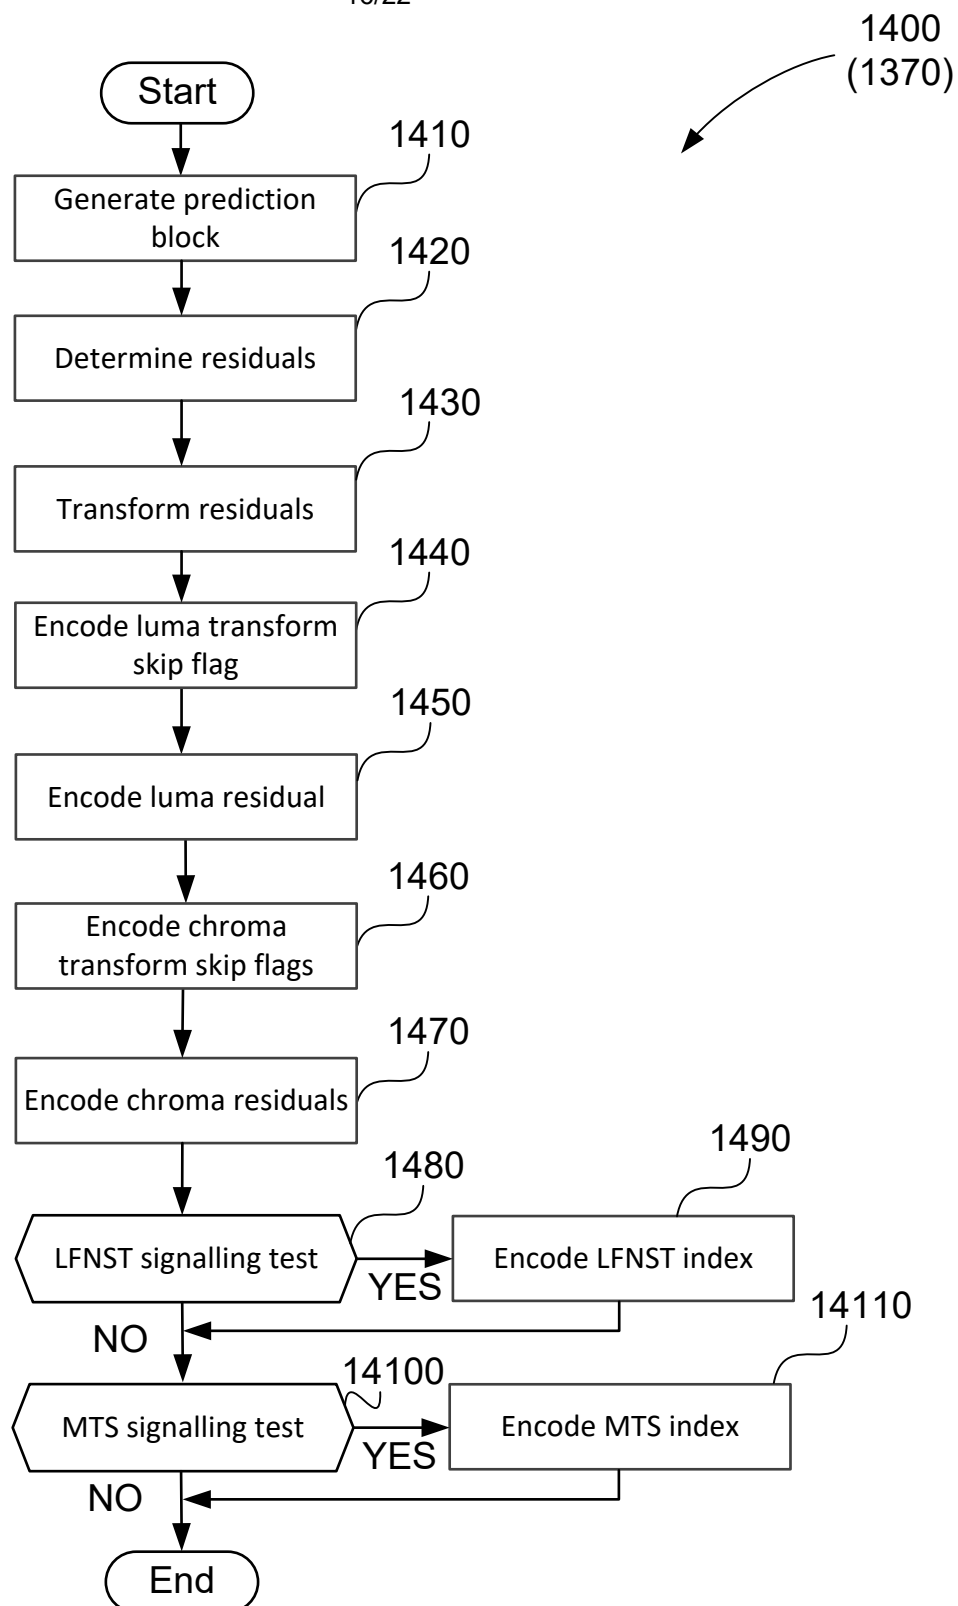 1400
(1370)
Start
1410
Generate prediction
block
1420
Determine residuals
1430
Transform residuals
1440
Encode luma transform
skip flag
1450
Encode luma residual
1460
Encode chroma
transform skip flags
1470
Encode chroma residuals
1480
1490
LFNST signalling test
YES
Encode LFNST index
NO
14100
14110
MTS signalling test
YES
Encode MTS index
NO
End